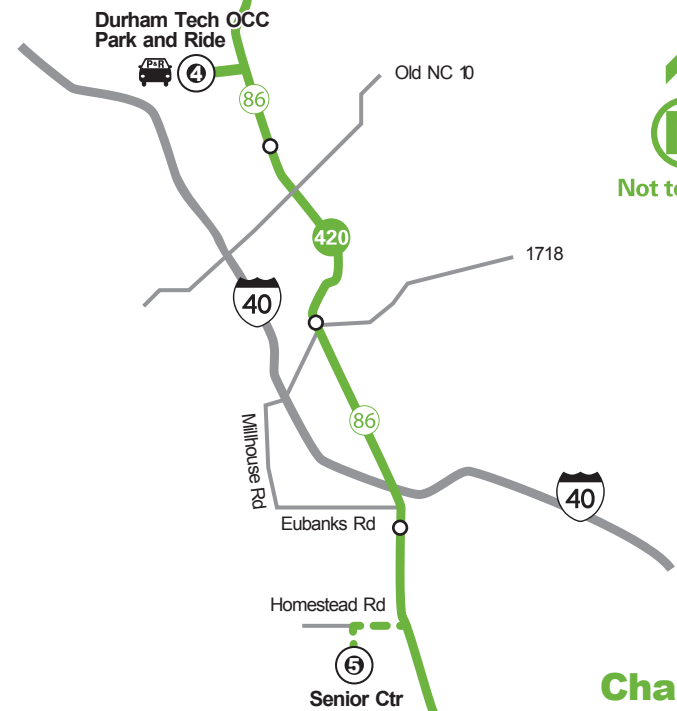 Durham Tech OCC
Park and Ride
P&R
4
Old NC 10
86
Not
420
1718
40
86
Millhouse Rd
40
Eubanks Rd
Homestead Rd
5
Senior Ctr
Cha